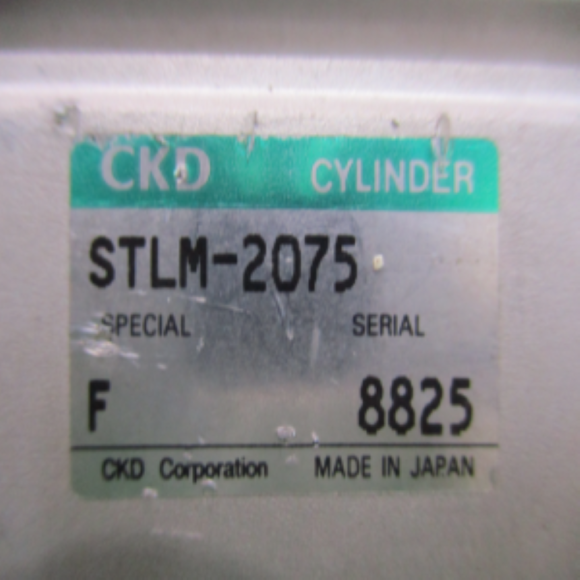 CKD CYLINDER
STLM-2075
SPECIAL SERIAL
F 8825
CKD Corporation MADE IN JAPAN